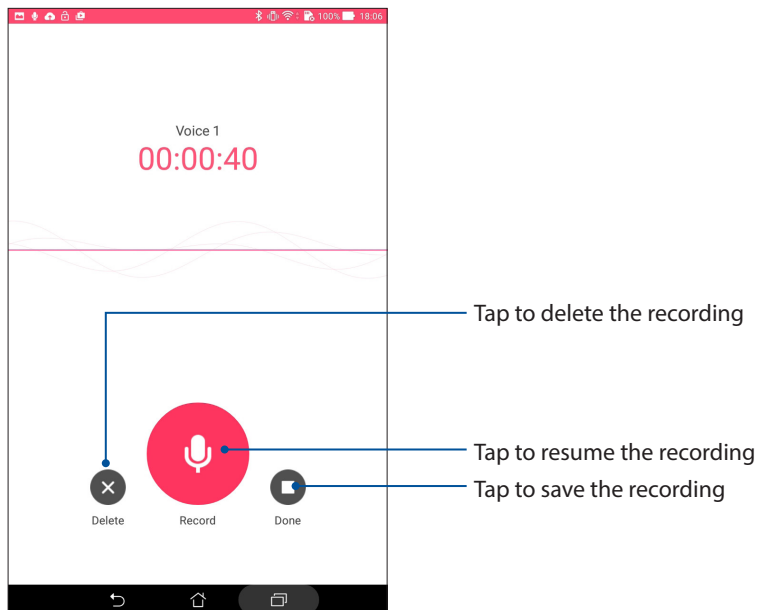 100% 18:06
Voice 1
00:00:40
Tap to delete the recording
Tap to resume the recording
Tap to save the recording
Delete Record Done